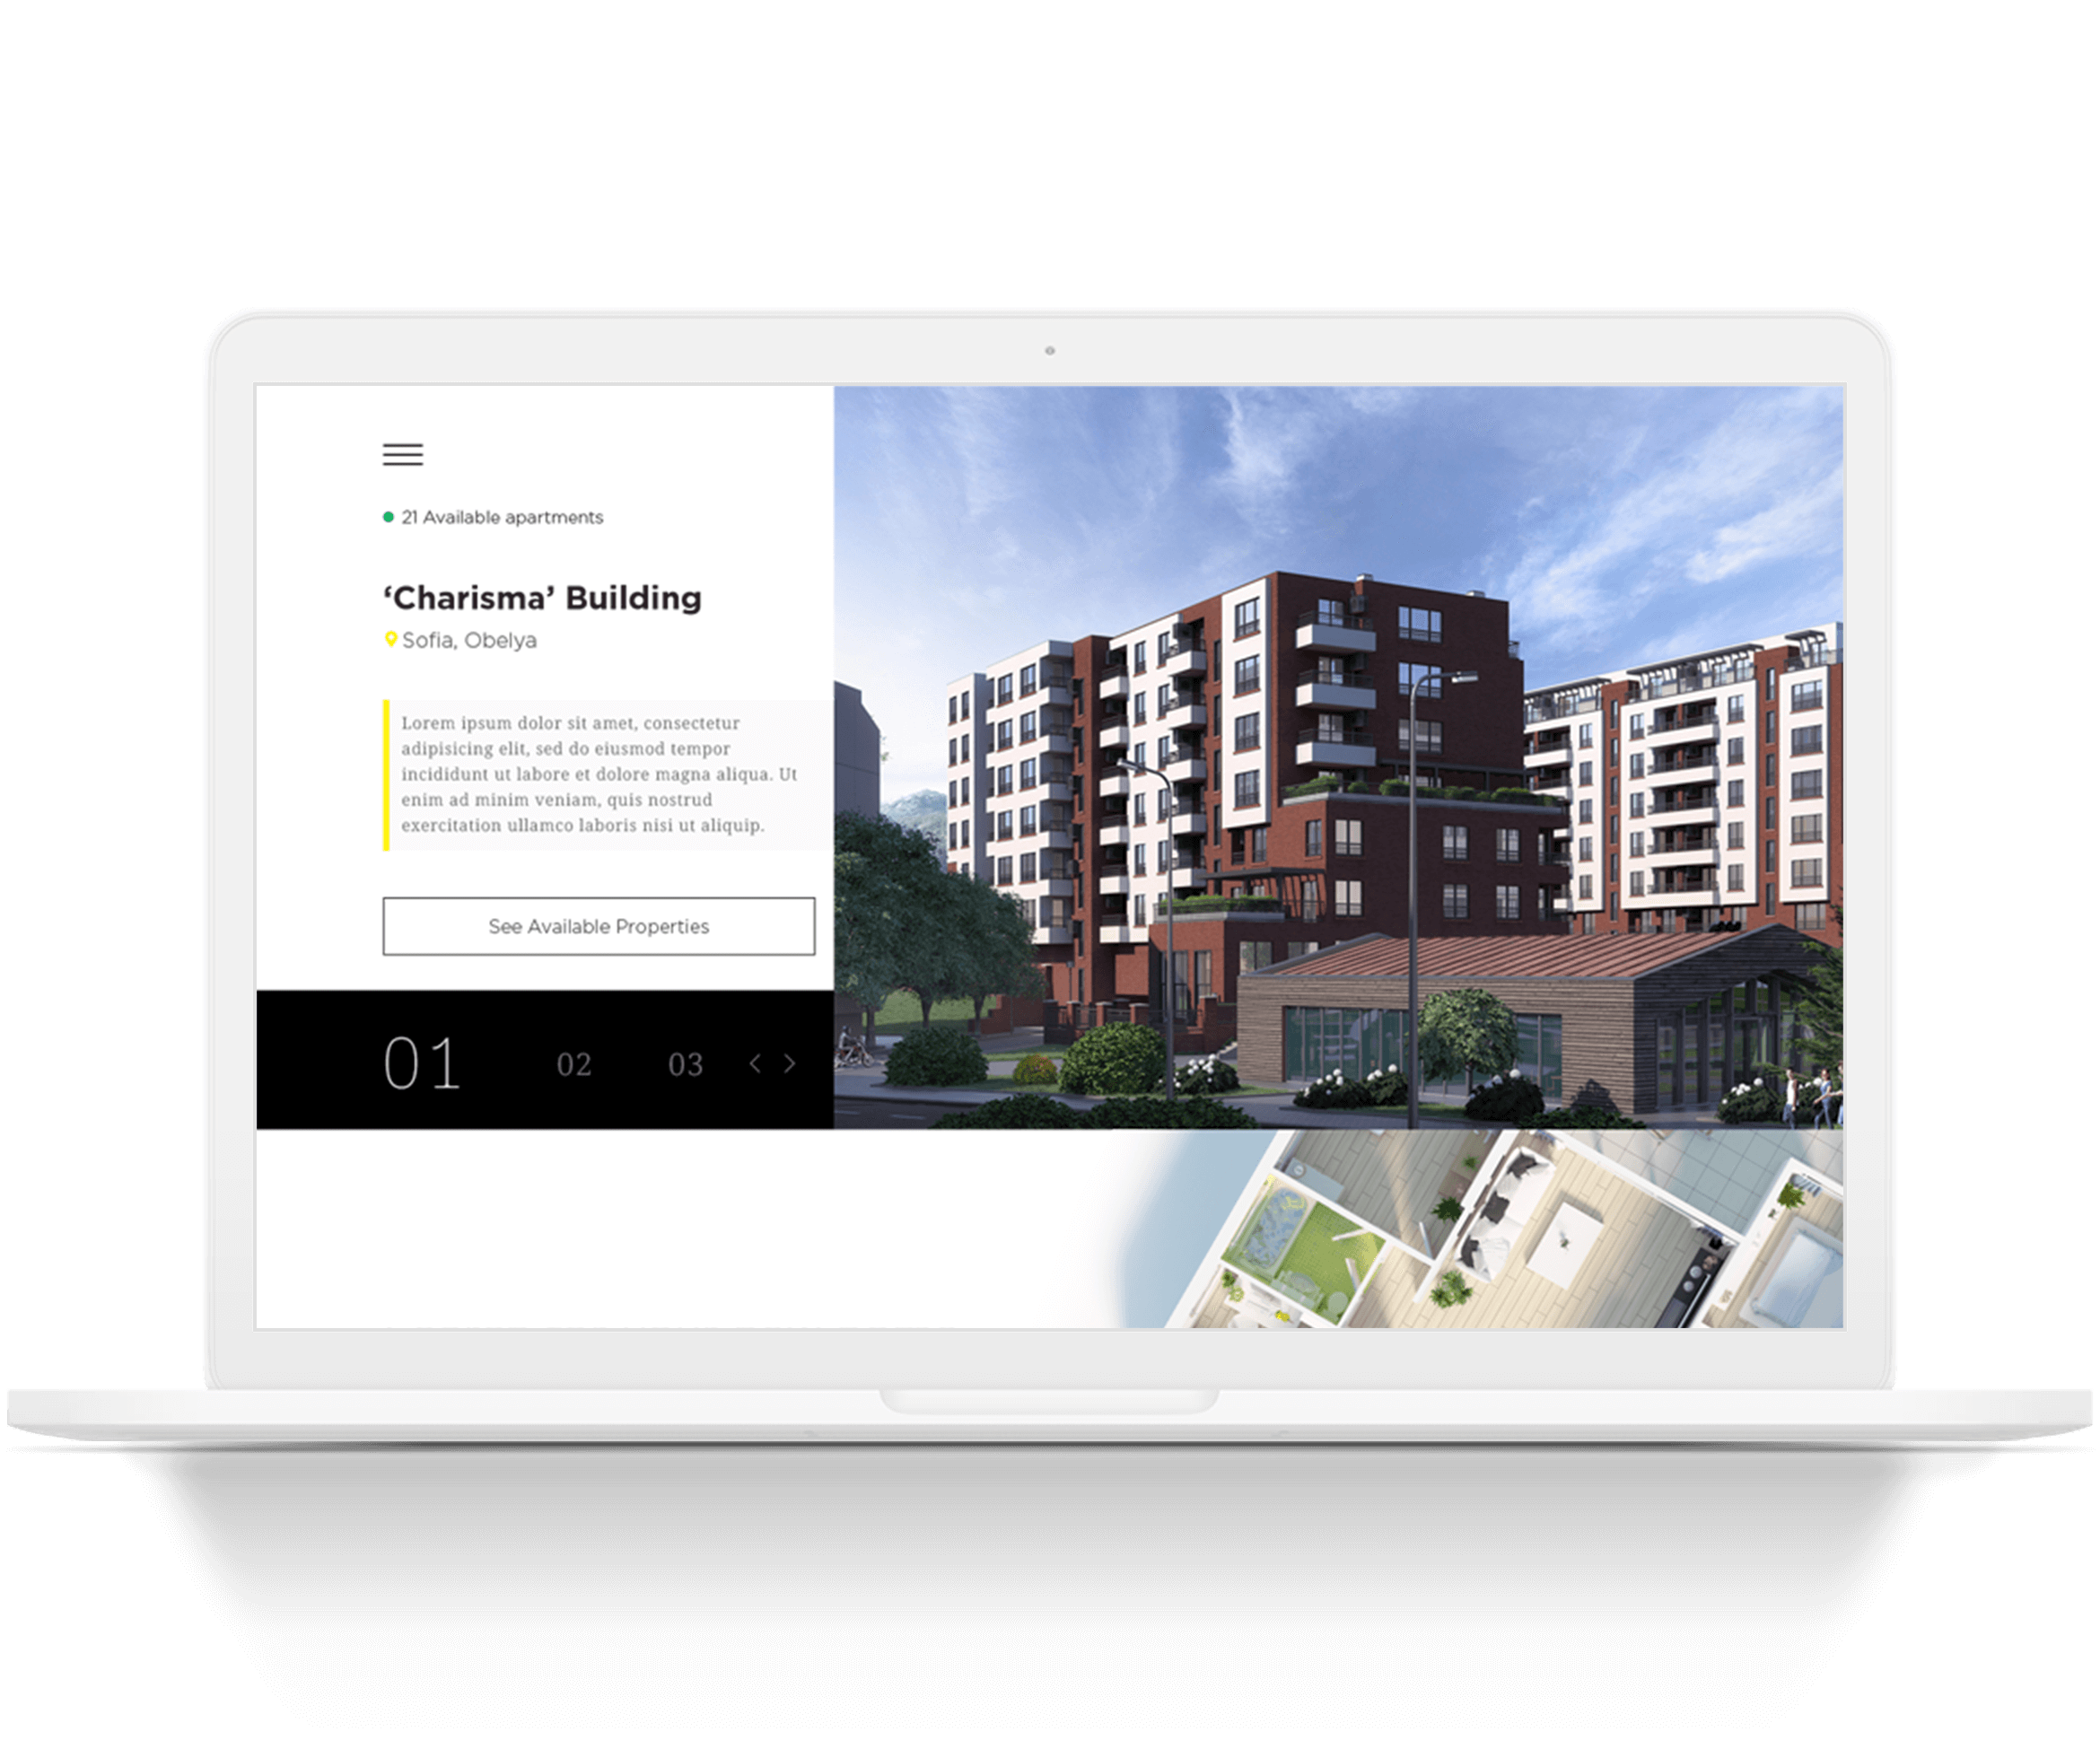 21 Available apartments
‘Charisma’ Building
Sofia, Obelya
Lorem ipsum dolor sit amet, consectetur
adipisicing elit, sed do eiusmod tempor
incididunt ut labore et dolore magna aliqua. Ut
enim ad minim veniam, quis nostrud
exercitation ullamco laboris nisi ut aliquip.
See Available Properties
01 02 03 < >